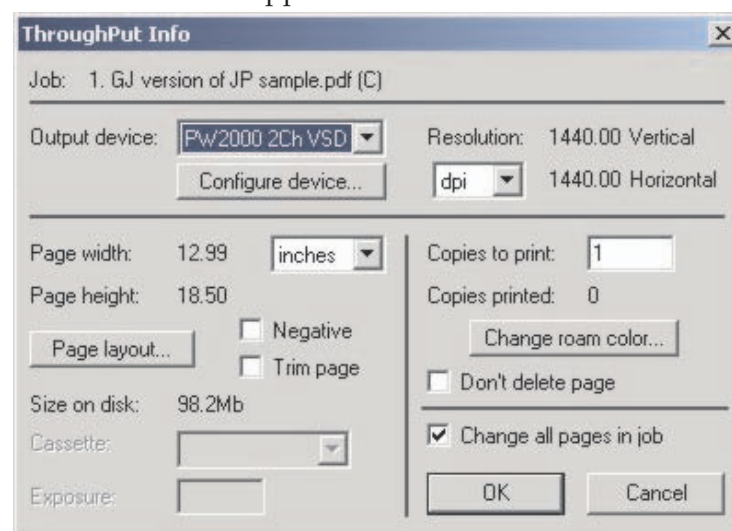 ThroughPut Info
Job: 1. GJ version of JP sample.pdf (C)
Output device: PW2000 2Ch VSD Resolution: 1440.00 Vertical
Configure device... dpi 1440.00 Horizontal
Page width: 12.99 inches
Page height: 18.50
Negative
Page layout...
Trim page
Size on disk: 98.2Mb
Cassette:
Exposure:
Copies to print: 1
Copies printed: 0
Change roam color...
Don't delete page
Change all pages in job
OK Cancel